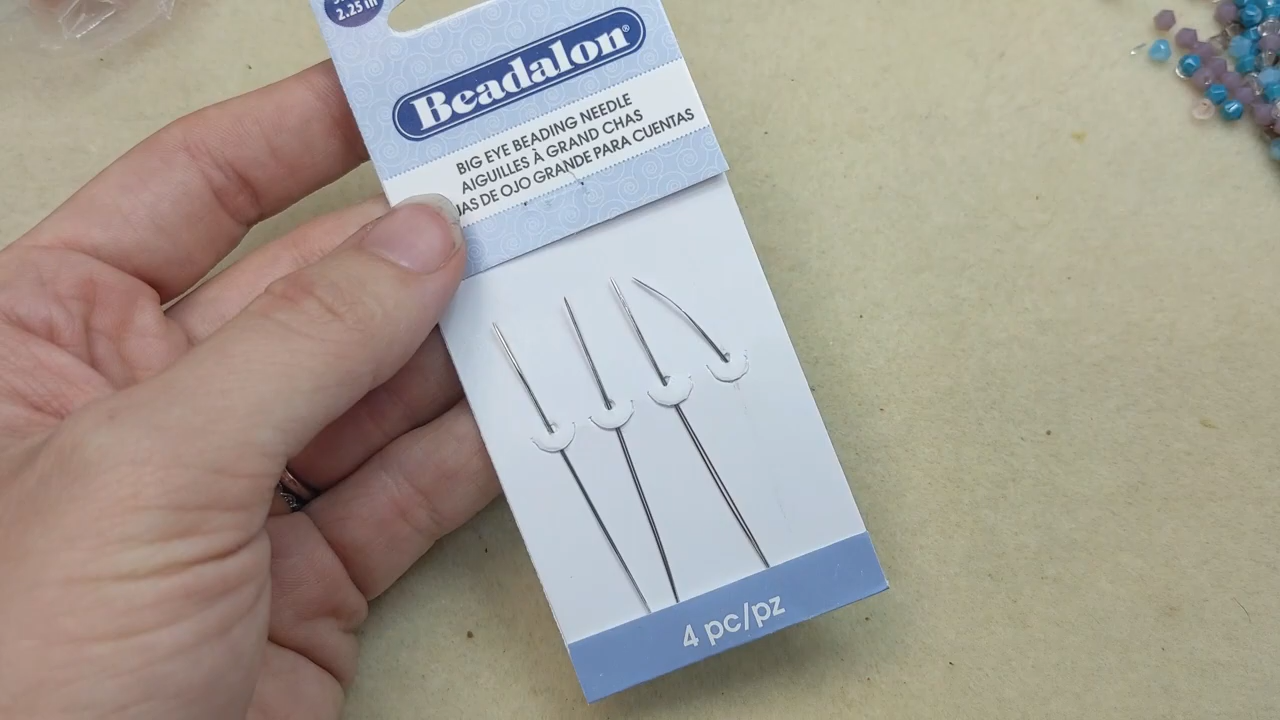 2.25 in
Beadalon®
BIG EYE BEADING NEEDLE
AIGUILLES À GRAND CHAS
JAS DE OJO GRANDE PARA CUENTAS
4 pc/pz